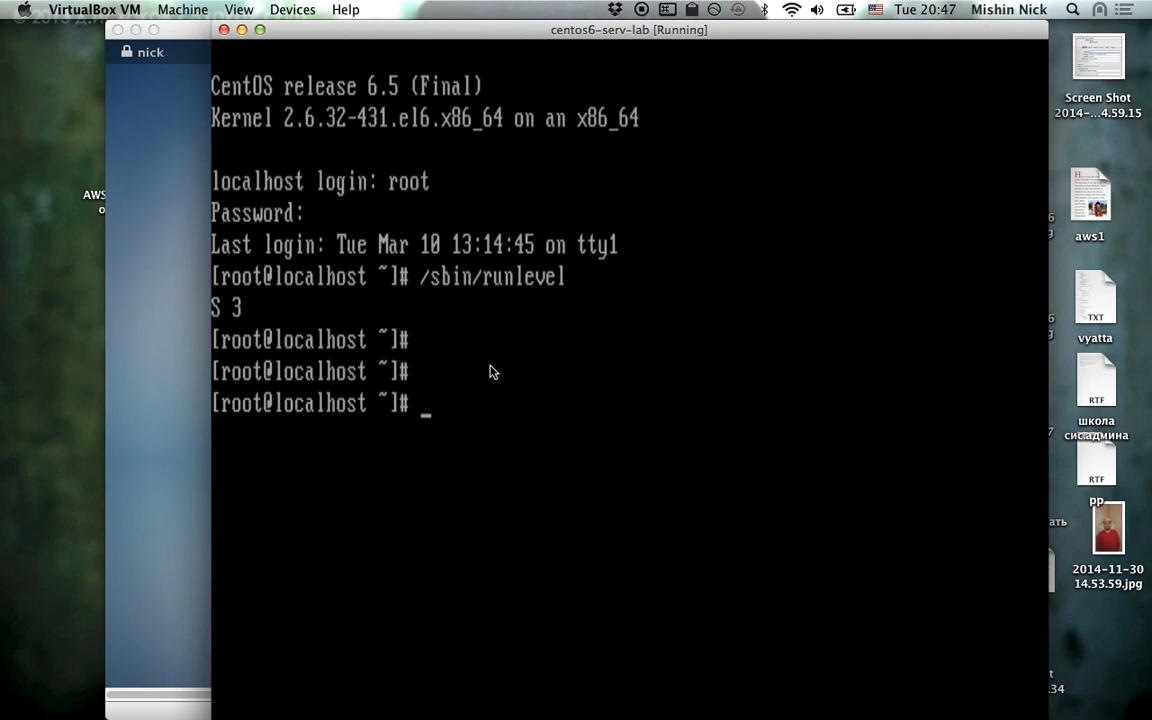 VirtualBox VM Machine View Devices Help
Tue 20:47 Mishin Nick
centos6-serv-lab [Running]
nick
CentOS release 6.5 (Final)
Kernel 2.6.32-431.el6.x86_64 on an x86_64
localhost login: root
Password:
Last login: Tue Mar 10 13:14:45 on tty1
[root@localhost ~]# /sbin/runlevel
S 3
[root@localhost ~]#
[root@localhost ~]#
[root@localhost ~]# _
AWS
Screen Shot
2014-...4.59.15
aws1
TXT
vyatta
RTF
школа
сисадмина
RTF
pp
2014-11-30
14.53.59.jpg
.34